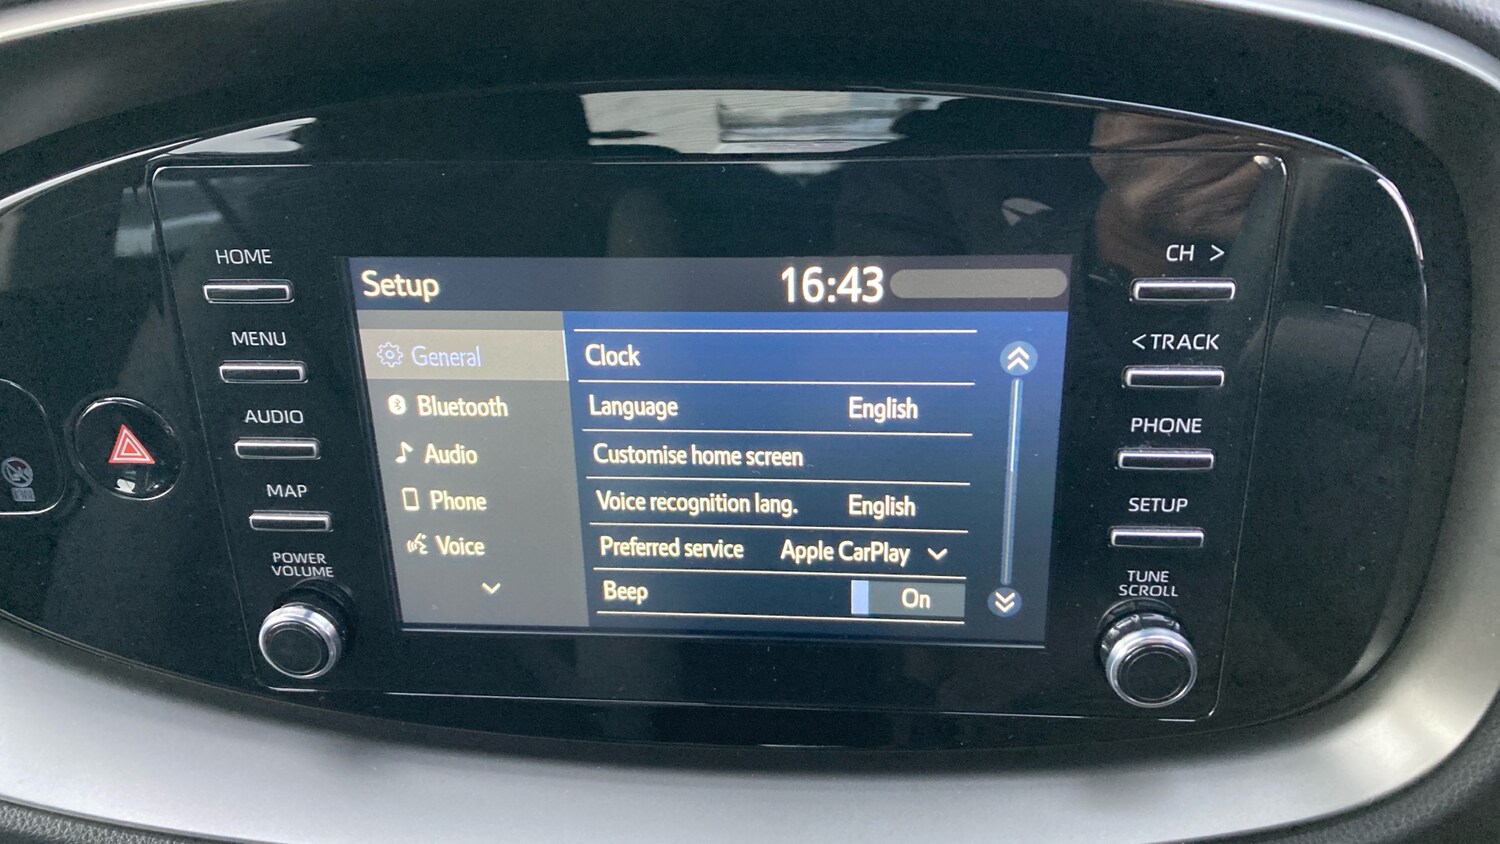 HOME
MENU
AUDIO
MAP
POWER
VOLUME
Setup
16:43
General
Bluetooth
Audio
Phone
Voice
Clock
Language English
Customise home screen
Voice recognition lang. English
Preferred service Apple CarPlay
Beep On
CH >
< TRACK
PHONE
SETUP
TUNE
SCROLL